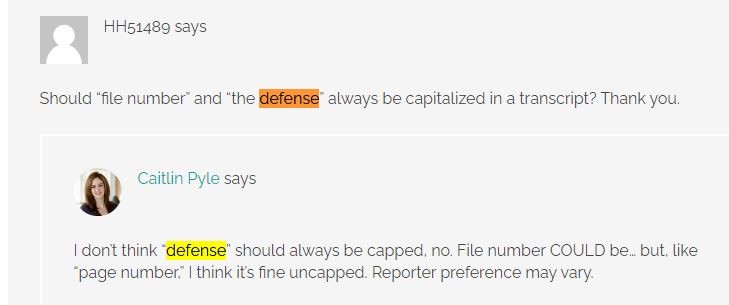 HH51489 says
Should “file number” and “the defense” always be capitalized in a transcript? Thank you.
Caitlin Pyle says
I don’t think “defense” should always be capped, no. File number COULD be… but, like
“page number,” I think it’s fine uncapped. Reporter preference may vary.